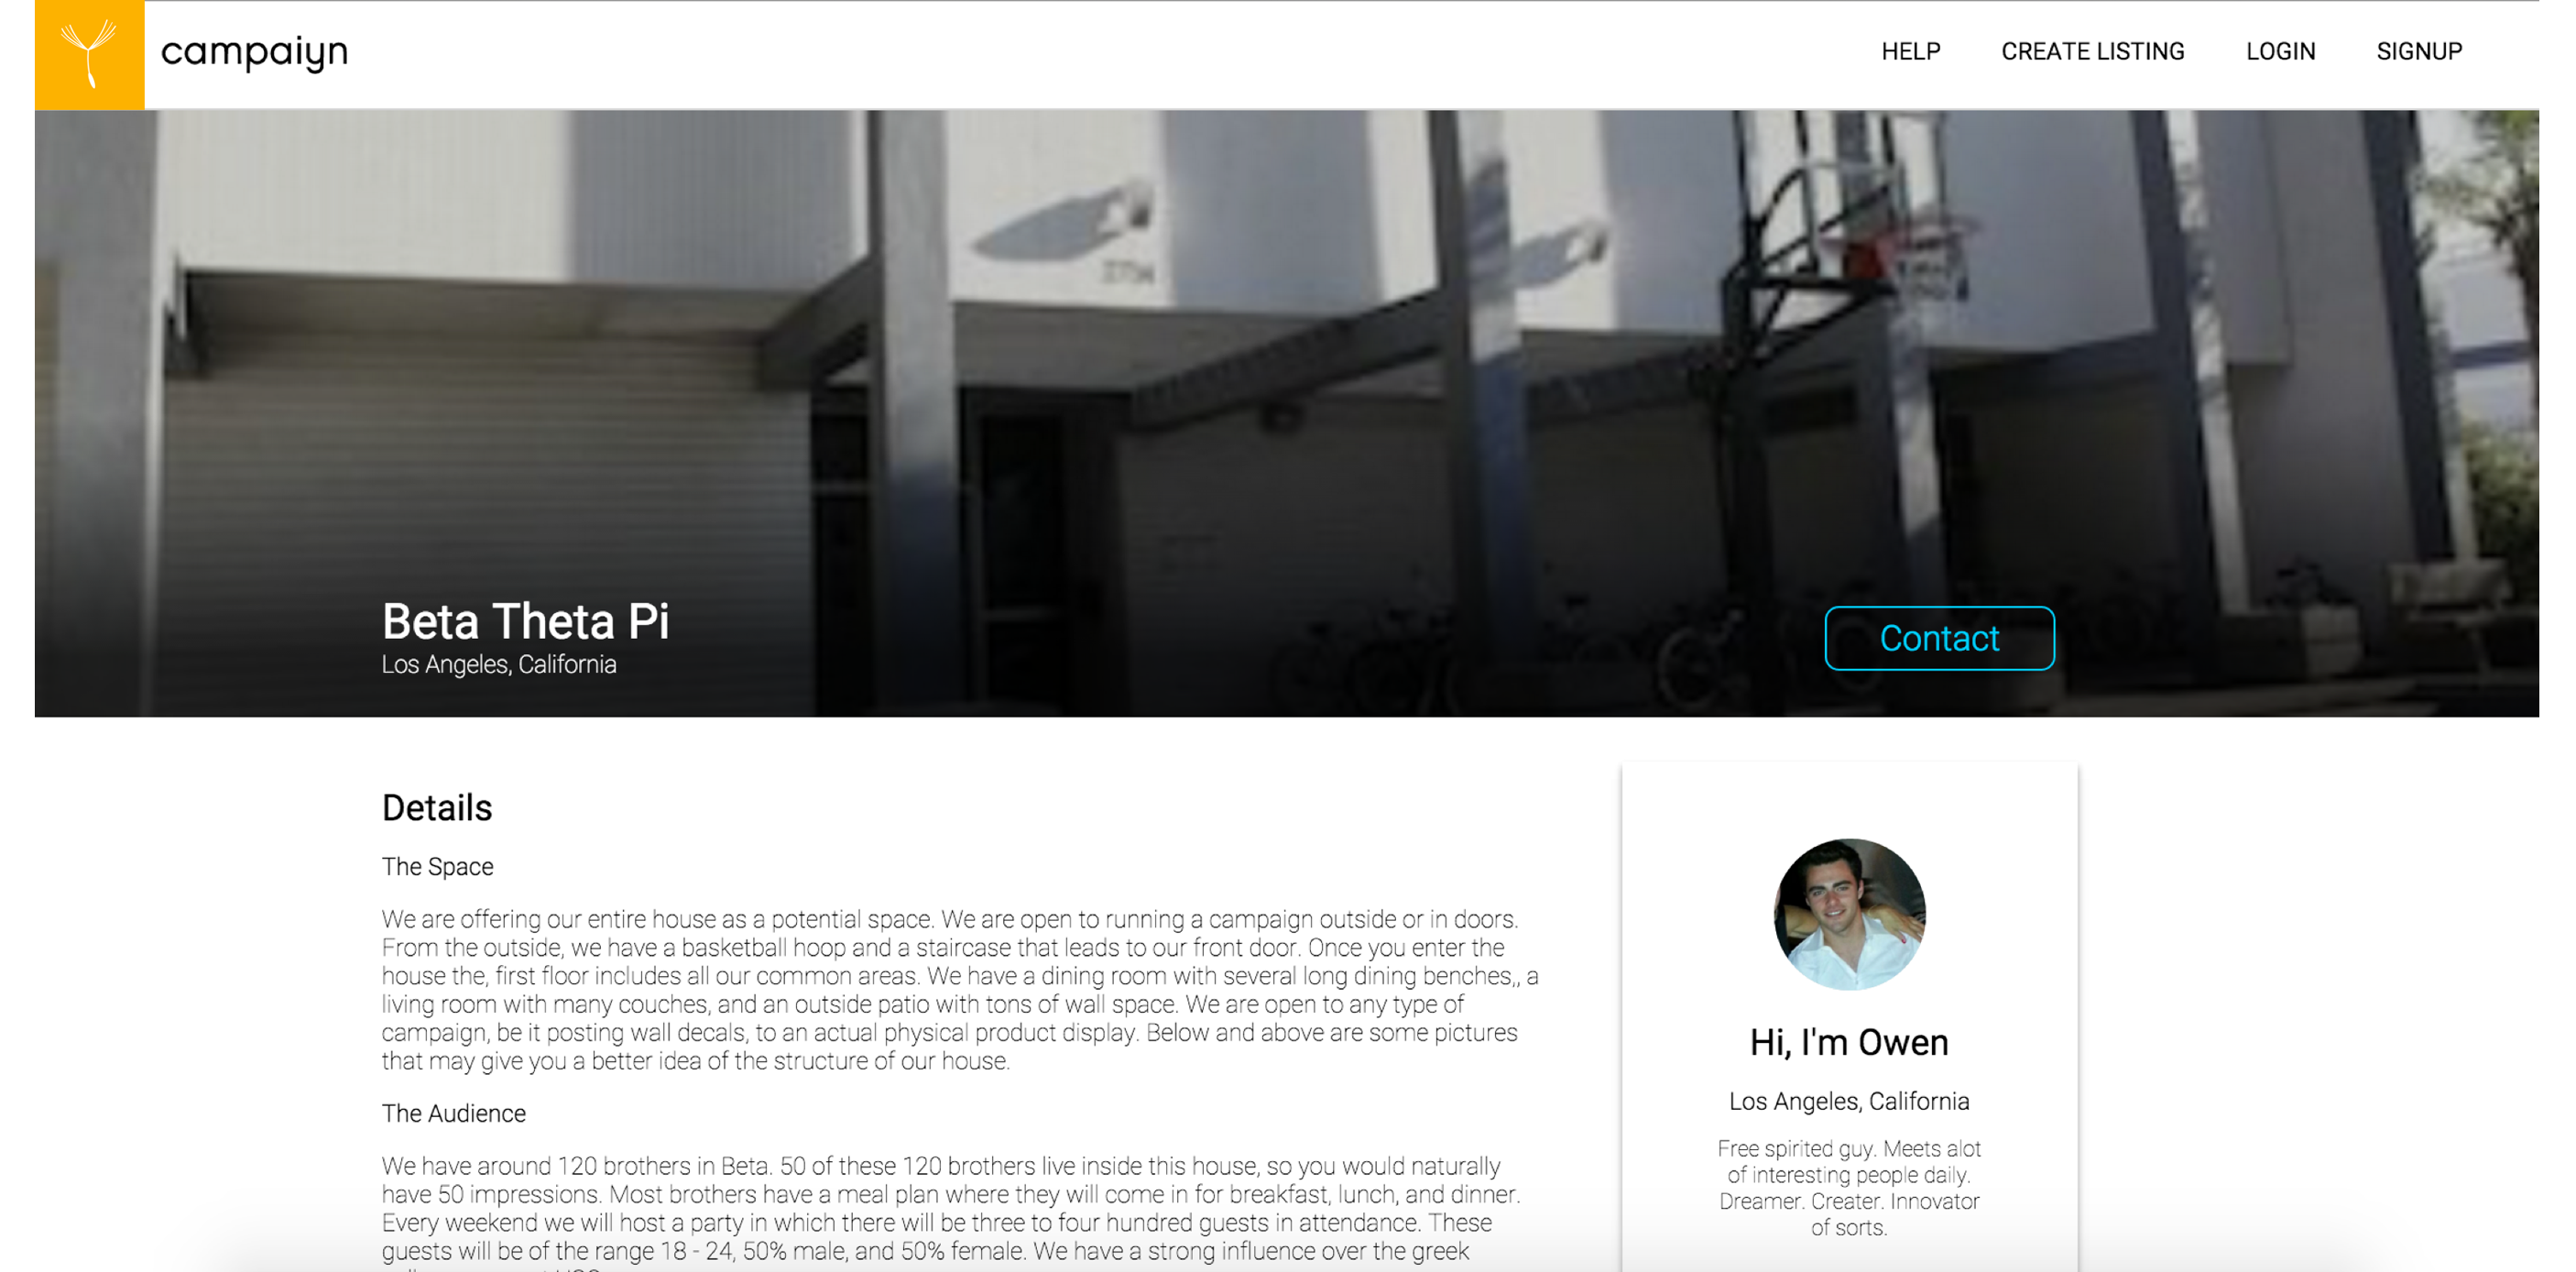 campaiyn
HELP CREATE LISTING LOGIN SIGNUP
Beta Theta Pi
Los Angeles, California
Contact
Details
The Space
We are offering our entire house as a potential space. We are open to running a campaign outside or in doors.
From the outside, we have a basketball hoop and a staircase that leads to our front door. Once you enter the
house the, first floor includes all our common areas. We have a dining room with several long dining benches,, a
living room with many couches, and an outside patio with tons of wall space. We are open to any type of
campaign, be it posting wall decals, to an actual physical product display. Below and above are some pictures
that may give you a better idea of the structure of our house.
The Audience
We have around 120 brothers in Beta. 50 of these 120 brothers live inside this house, so you would naturally
have 50 impressions. Most brothers have a meal plan where they will come in for breakfast, lunch, and dinner.
Every weekend we will host a party in which there will be three to four hundred guests in attendance. These
guests will be of the range 18 - 24, 50% male, and 50% female. We have a strong influence over the greek
Hi, I'm Owen
Los Angeles, California
Free spirited guy. Meets alot
of interesting people daily.
Dreamer. Creater. Innovator
of sorts.